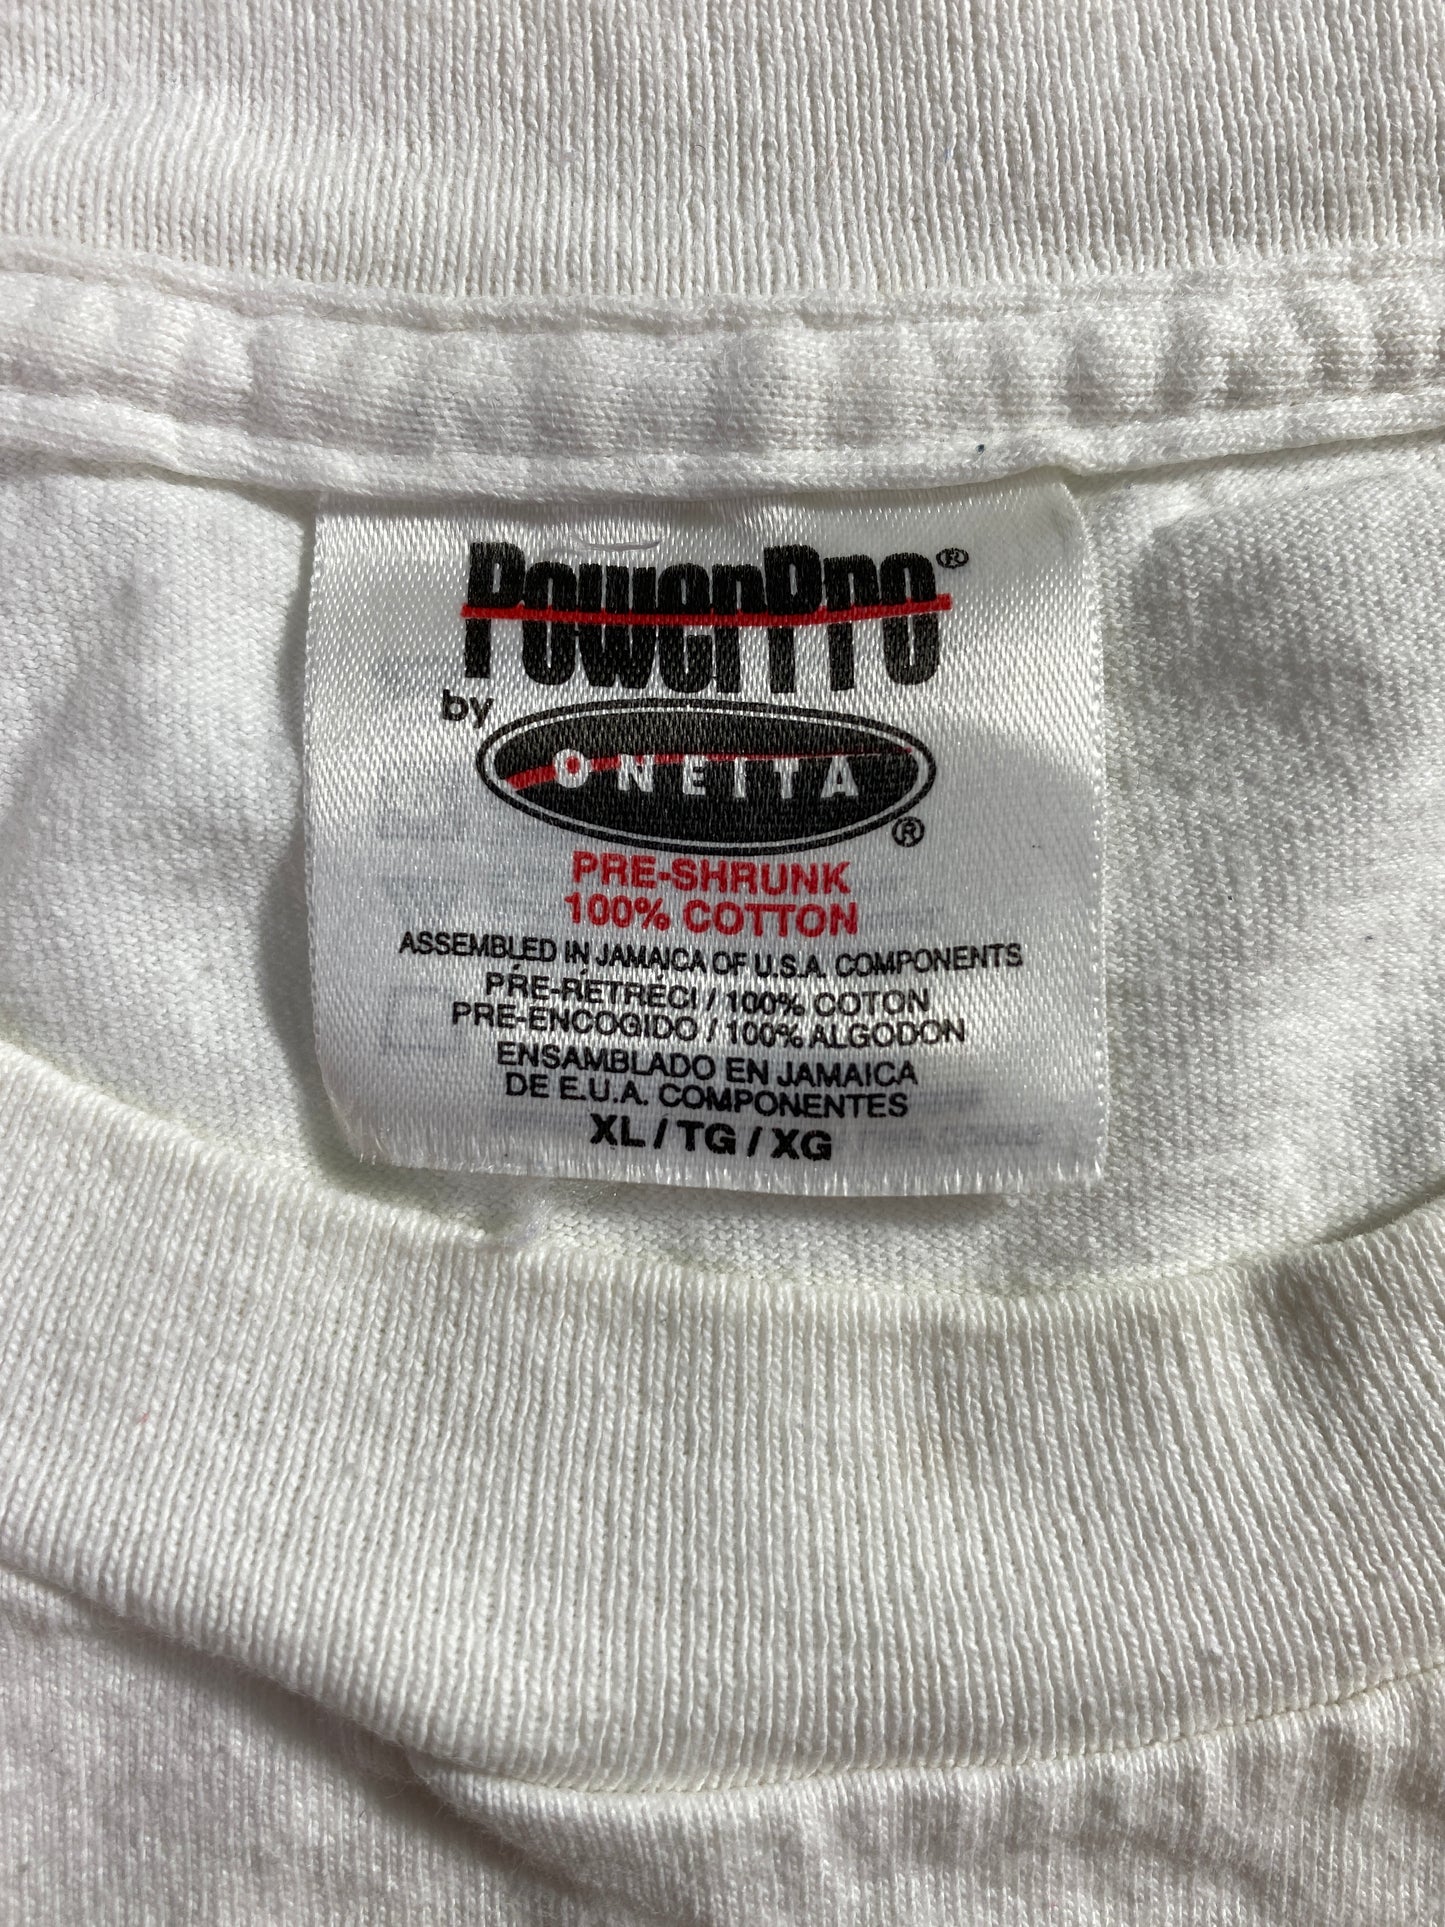 PowerPro®
by ONEITA®
PRE-SHRUNK
100% COTTON
ASSEMBLED IN JAMAICA OF U.S.A. COMPONENTS
PRÉ-RÉTRÉCI / 100% COTON
PRE-ENCOGIDO / 100% ALGODON
ENSAMBLADO EN JAMAICA
DE E.U.A. COMPONENTES
XL / TG / XG